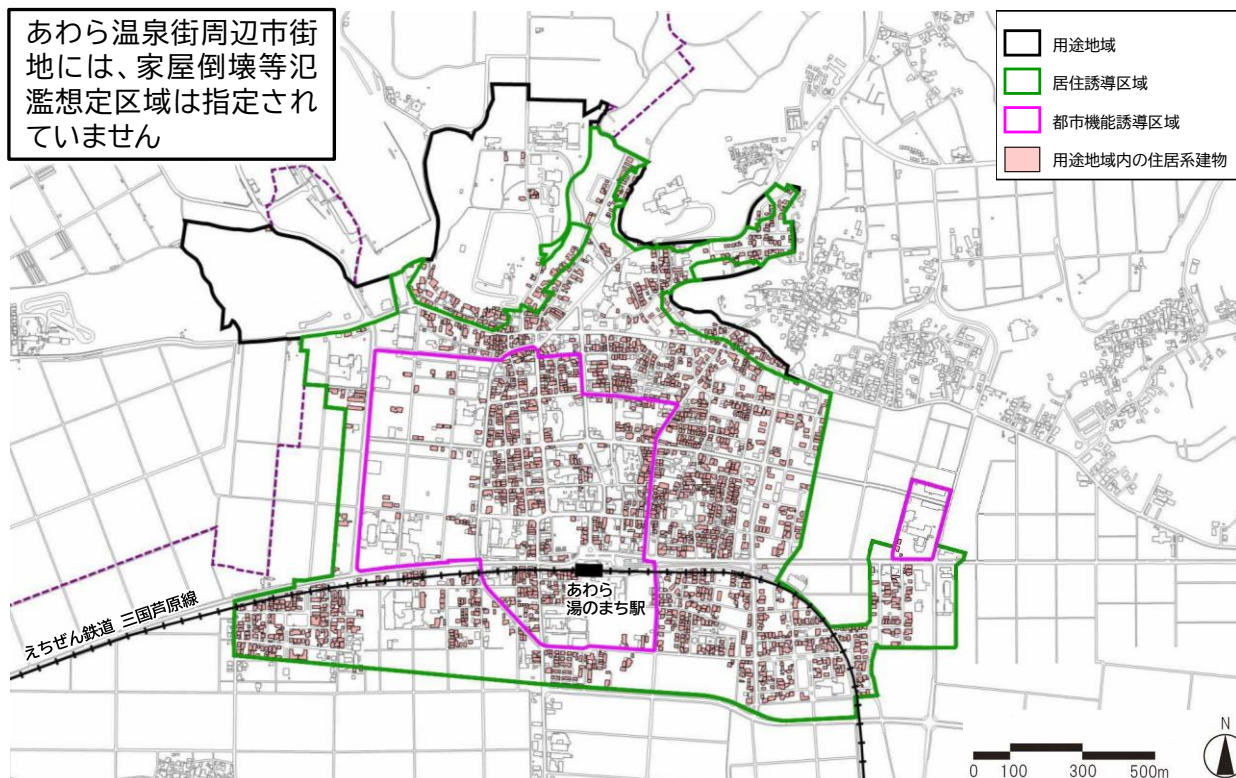 あわら温泉街周辺市街
地には、家屋倒壊等氾
濫想定区域は指定され
ていません
用途地域
居住誘導区域
都市機能誘導区域
用途地域内の住居系建物
あわら
湯のまち駅
えちぜん鉄道 三国芦原線
N
0 100 300 500m